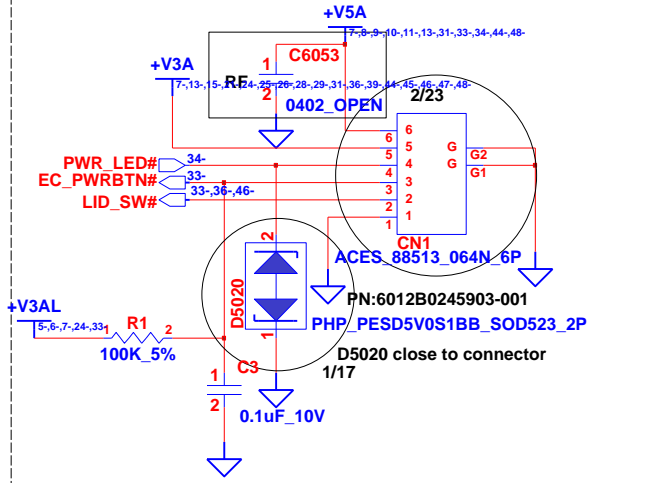 +V5A
7-,8-,9-,10-,11-,13-,31-,33-,34-,44-,48-
C6053
1
+V3A
RF
2
0402_OPEN
2/23
6
6
5
5
G
G2
4
4
G
G1
3
3
2
2
1
1
PWR_LED#
34-
EC_PWRBTN#
33-
LID_SW#
33-,36-,46-
CN1
ACES_88513_064N_6P
2
D5020
1
PN:6012B0245903-001
PHP_PESD5V0S1BB_SOD523_2P
+V3AL
5-,6-,7-,24-,33-
1
R1
2
100K_5%
D5020 close to connector
1/17
C3
1
2
0.1uF_10V